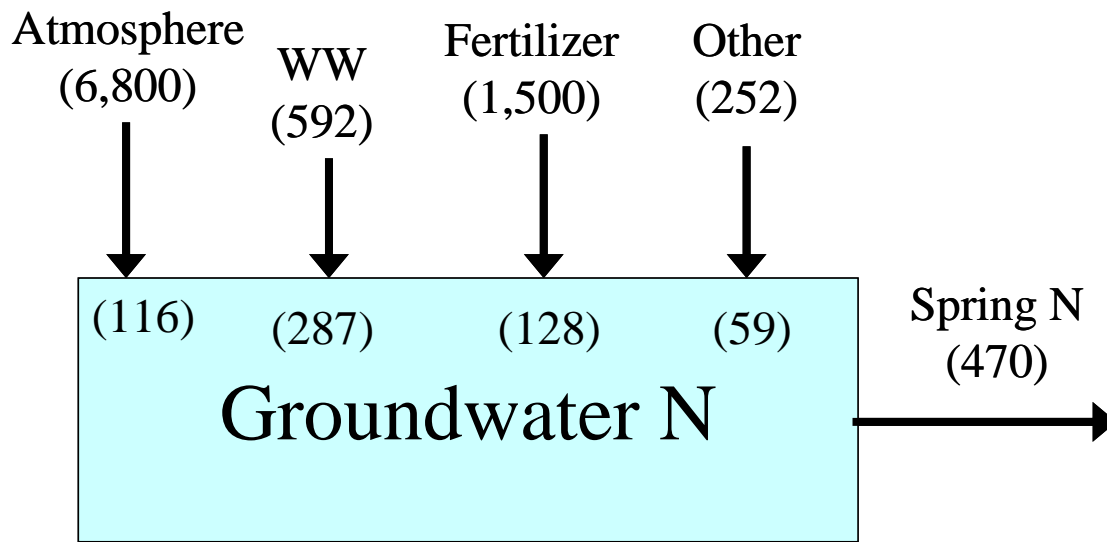 Atmosphere
(6,800)
WW
(592)
Fertilizer
(1,500)
Other
(252)
(116)
(287)
(128)
(59)
Groundwater N
Spring N
(470)